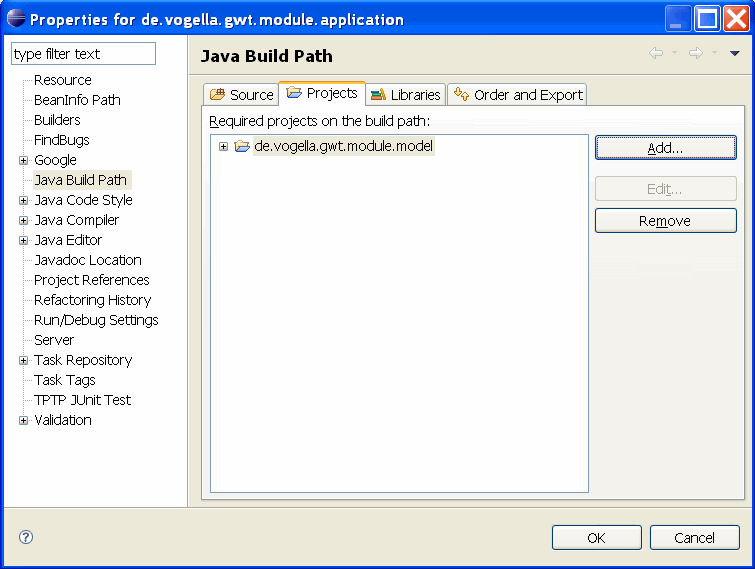 Properties for de.vogella.gwt.module.application
type filter text
Resource
BeanInfo Path
Builders
FindBugs
Google
Java Build Path
Java Code Style
Java Compiler
Java Editor
Javadoc Location
Project References
Refactoring History
Run/Debug Settings
Server
Task Repository
Task Tags
TPTP JUnit Test
Validation
Java Build Path
Source Projects Libraries Order and Export
Required projects on the build path:
de.vogella.gwt.module.model
Add...
Edit...
Remove
OK Cancel